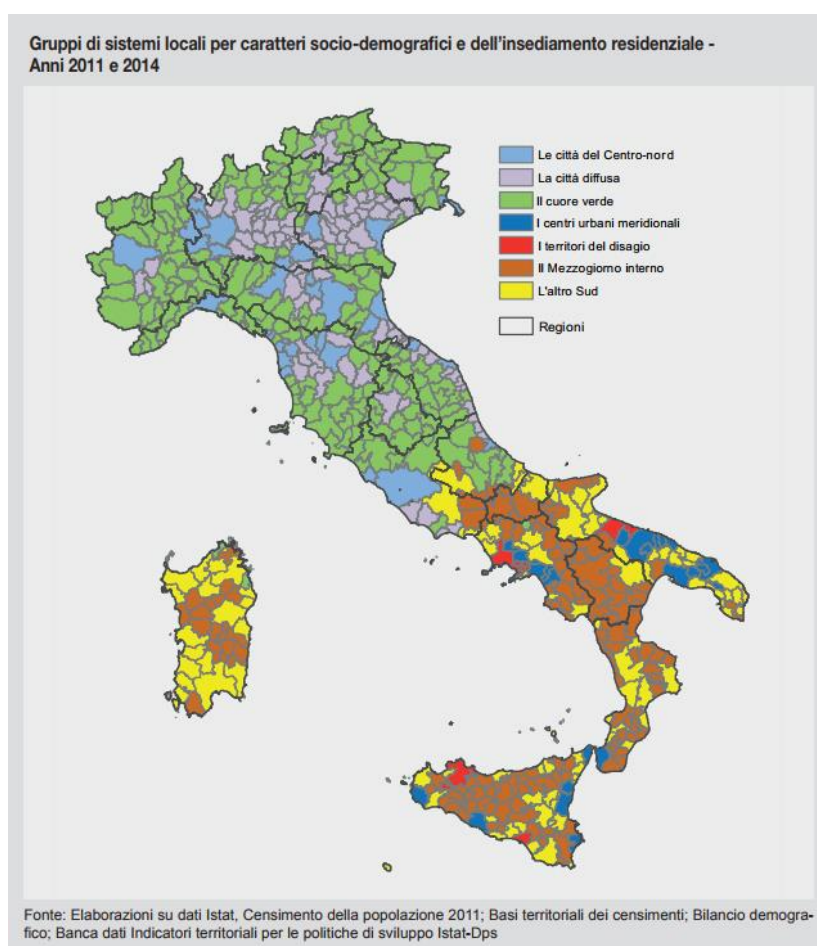 Gruppi di sistemi locali per caratteri socio-demografici e dell'insediamento residenziale -
Anni 2011 e 2014
Le città del Centro-nord
La città diffusa
Il cuore verde
I centri urbani meridionali
I territori del disagio
Il Mezzogiorno interno
L'altro Sud
Regioni
Fonte: Elaborazioni su dati Istat, Censimento della popolazione 2011; Basi territoriali dei censimenti; Bilancio demogra-
fico; Banca dati Indicatori territoriali per le politiche di sviluppo Istat-Dps